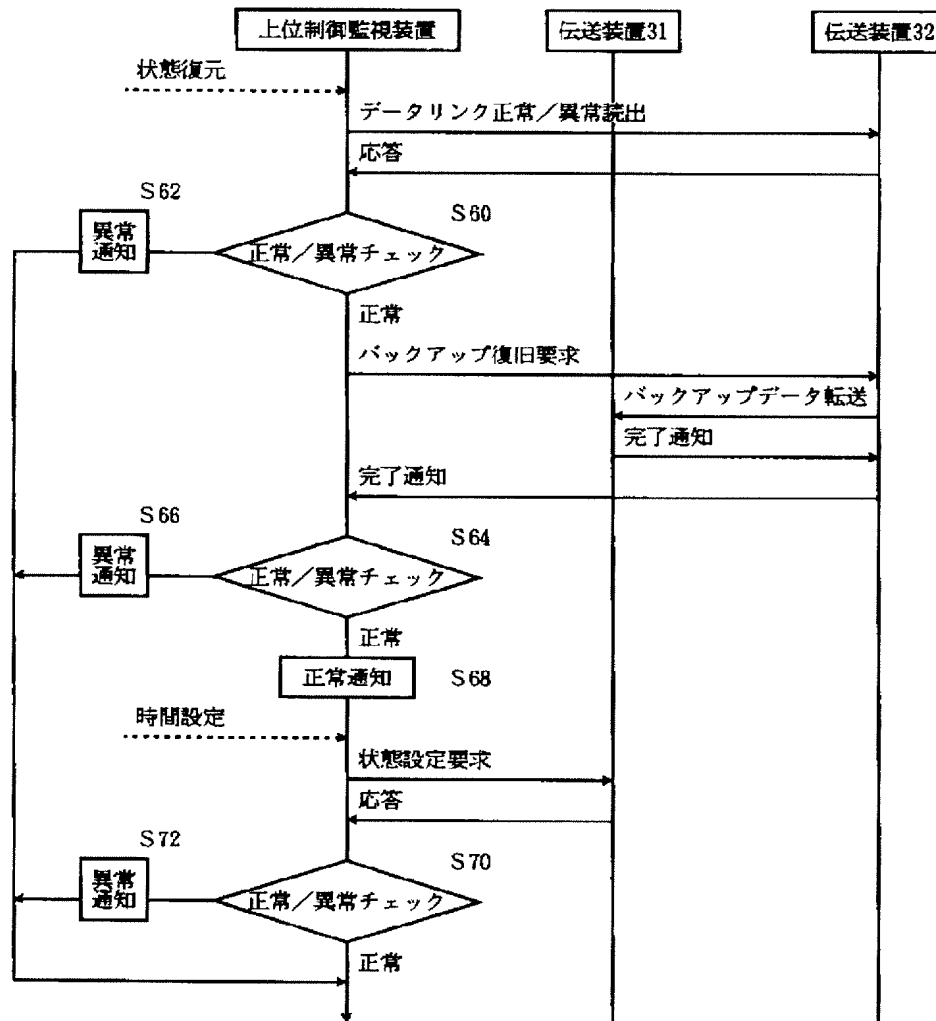 上位制御監視装置
伝送装置31
伝送装置32
状態復元
データリンク正常／異常読出
応答
S62
S60
異常
通知
正常／異常チェック
正常
バックアップ復旧要求
バックアップデータ転送
完了通知
完了通知
S66
S64
異常
通知
正常／異常チェック
正常
正常通知
S68
時間設定
状態設定要求
応答
S72
S70
異常
通知
正常／異常チェック
正常